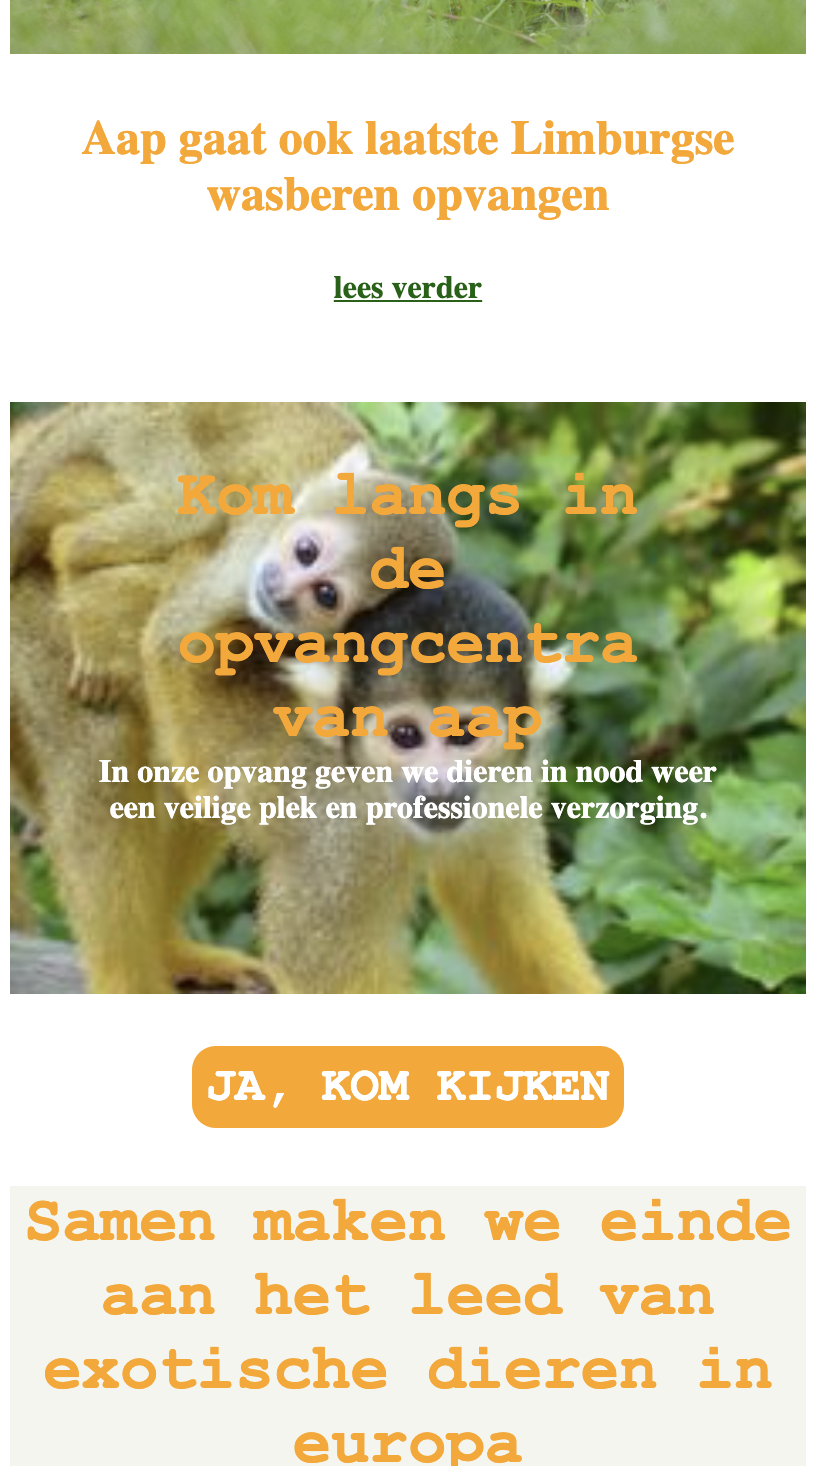 Aap gaat ook laatste Limburgse
wasberen opvangen
lees verder
Kom langs in
de
opvangcentra
van aap
In onze opvang geven we dieren in nood weer
een veilige plek en professionele verzorging.
JA, KOM KIJKEN
Samen maken we einde
aan het leed van
exotische dieren in
europa